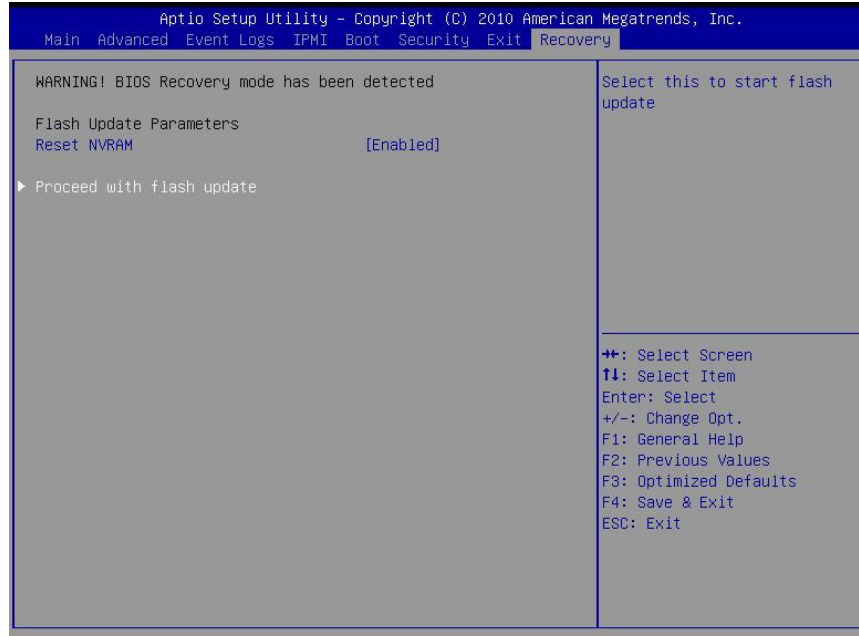 Aptio Setup Utility – Copyright (C) 2010 American Megatrends, Inc.
Main Advanced Event Logs IPMI Boot Security Exit Recovery
WARNING! BIOS Recovery mode has been detected
Flash Update Parameters
Reset NVRAM [Enabled]
▶ Proceed with flash update
Select this to start flash
update
→←: Select Screen
↑↓: Select Item
Enter: Select
+/-: Change Opt.
F1: General Help
F2: Previous Values
F3: Optimized Defaults
F4: Save & Exit
ESC: Exit